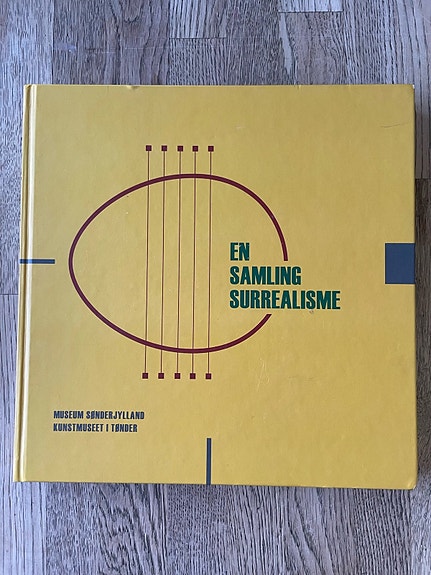 EN
SAMLING
SURREALISME
MUSEUM SØNDERJYLLAND
KUNSTMUSEET I TØNDER